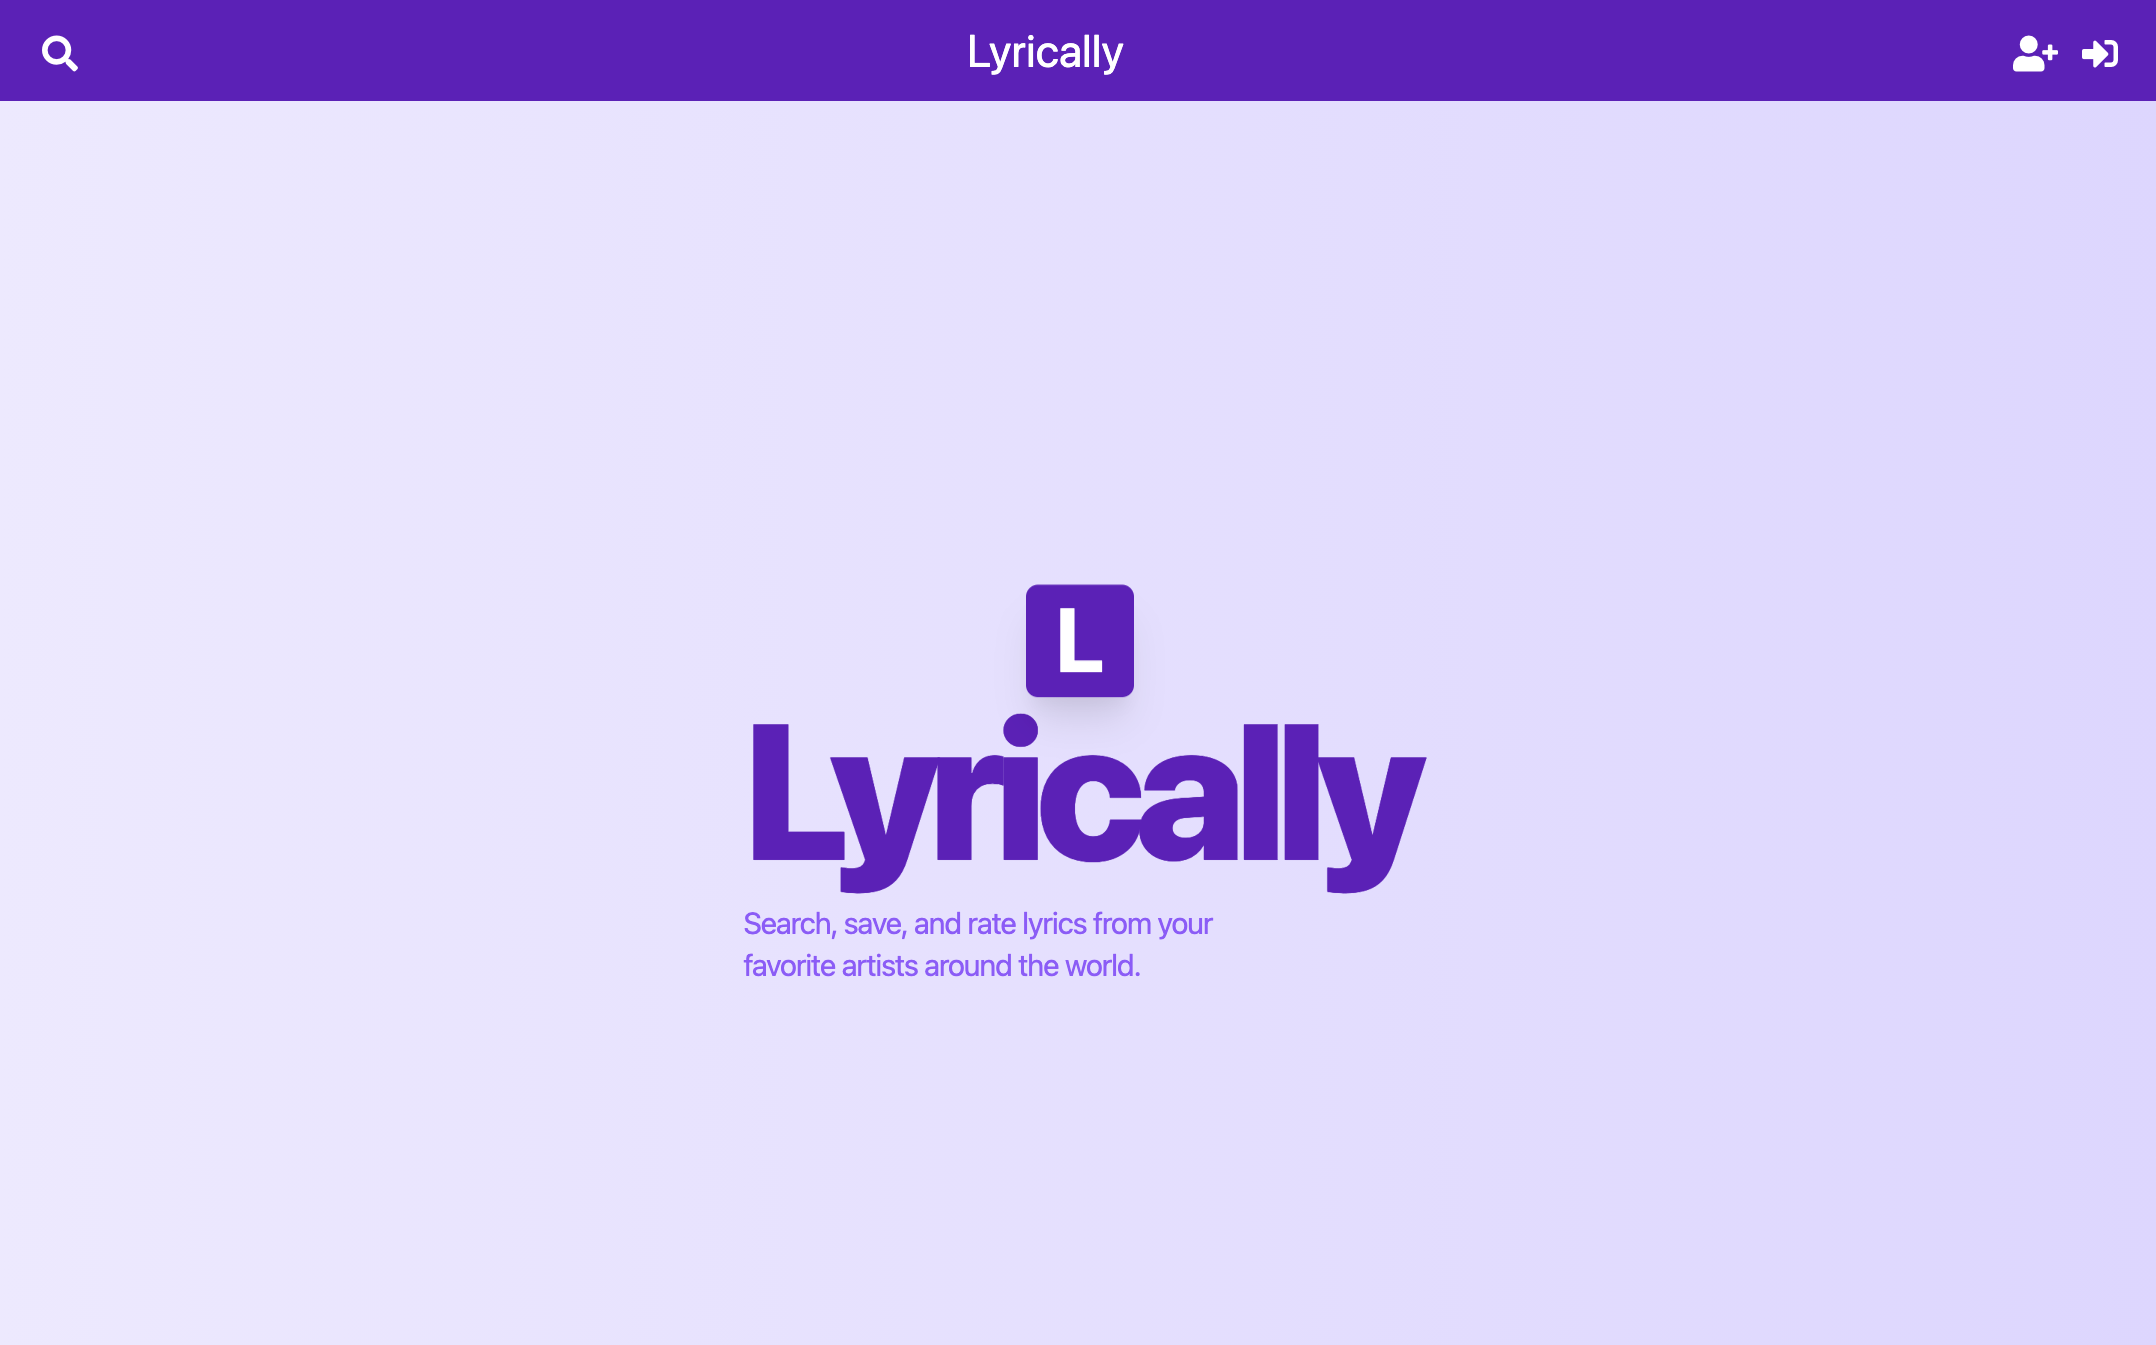 Lyrically
L
Lyrically
Search, save, and rate lyrics from your
favorite artists around the world.